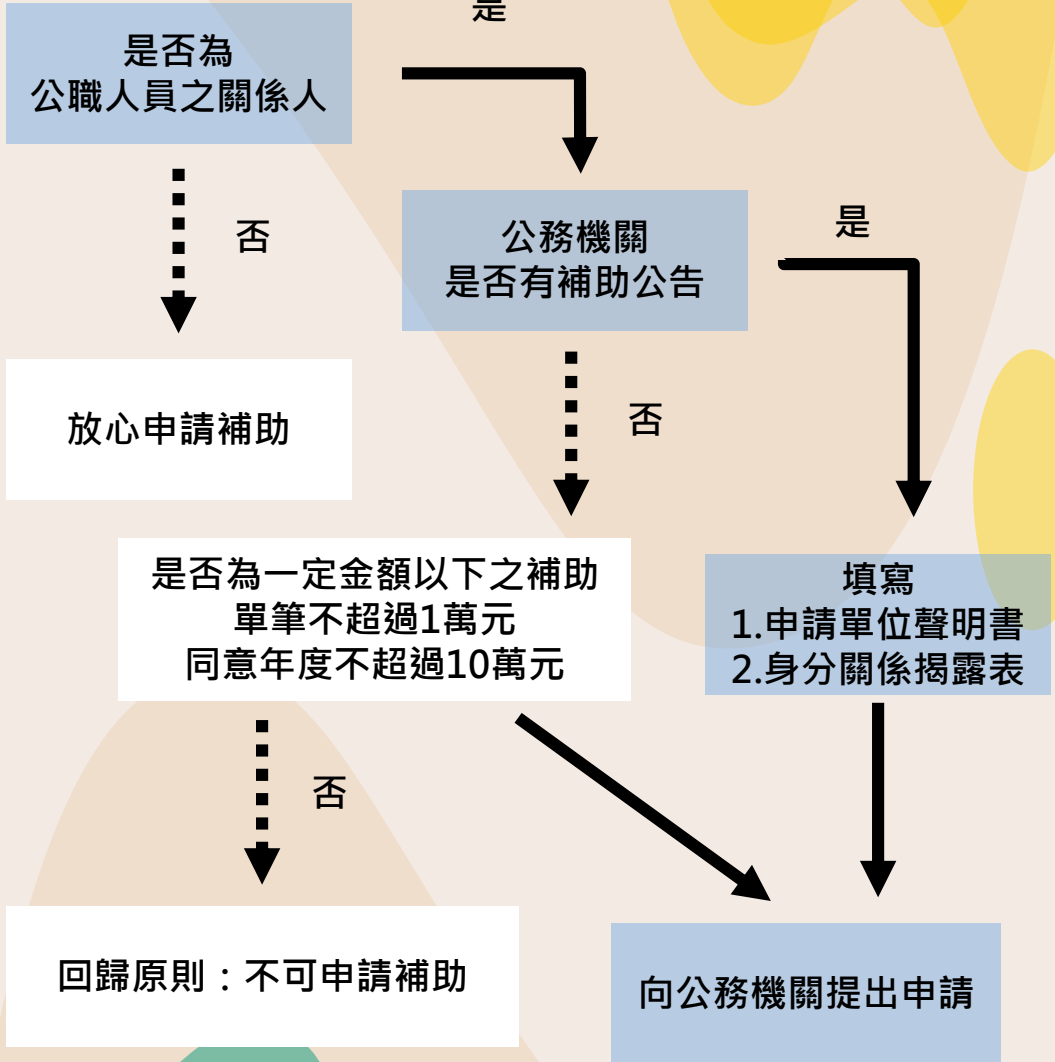 是
是否為
公職人員之關係人
否
公務機關
是否有補助公告
是
放心申請補助
否
是否為一定金額以下之補助
單筆不超過1萬元
同意年度不超過10萬元
填寫
1.申請單位聲明書
2.身分關係揭露表
否
回歸原則：不可申請補助
向公務機關提出申請